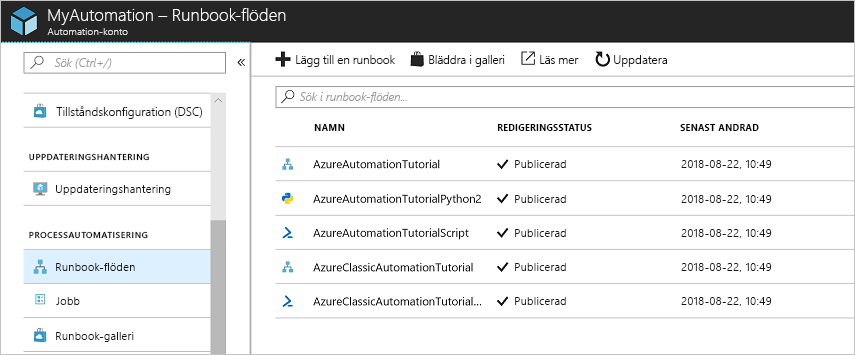 MyAutomation – Runbook-flöden
Automation-konto
Sök (Ctrl+/)
«
Tillståndskonfiguration (DSC)
UPPDATERINGSHANTERING
Uppdateringshantering
PROCESSAUTOMATISERING
Runbook-flöden
Jobb
Runbook-galleri
Lägg till en runbook Bläddra i galleri Läs mer Uppdatera
Sök i runbook-flöden...
NAMN REDIGERINGSSTATUS SENAST ANDRAD
AzureAutomationTutorial Publicerad 2018-08-22, 10:49
AzureAutomationTutorialPython2 Publicerad 2018-08-22, 10:49
AzureAutomationTutorialScript Publicerad 2018-08-22, 10:49
AzureClassicAutomationTutorial Publicerad 2018-08-22, 10:49
AzureClassicAutomationTutorial... Publicerad 2018-08-22, 10:49